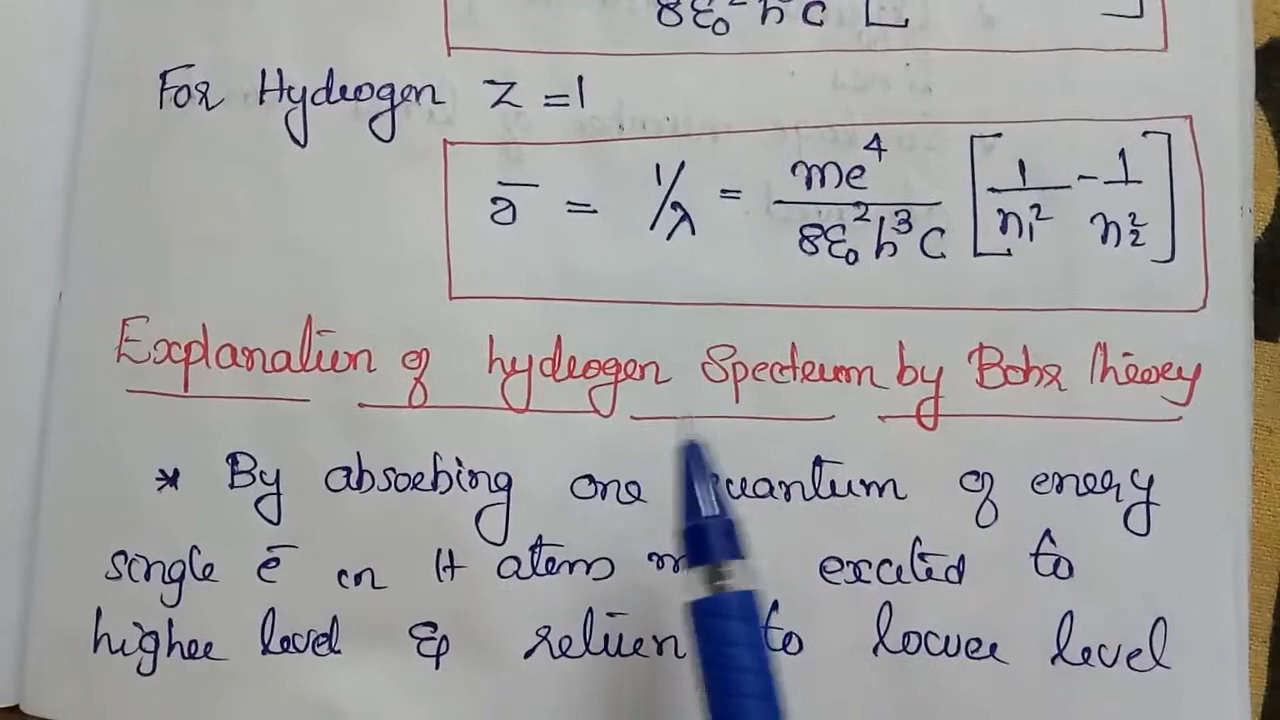 8ε₀²h³C [ ]
For Hydrogen Z = 1
ν̄ = 1/λ = me⁴/8ε₀²h³C [1/n₁² - 1/n₂²]
Explanation of hydrogen Spectrum by Bohr Theory
* By absorbing one quantum of energy
single e̅ in H atom excited to
higher level & return to lower level